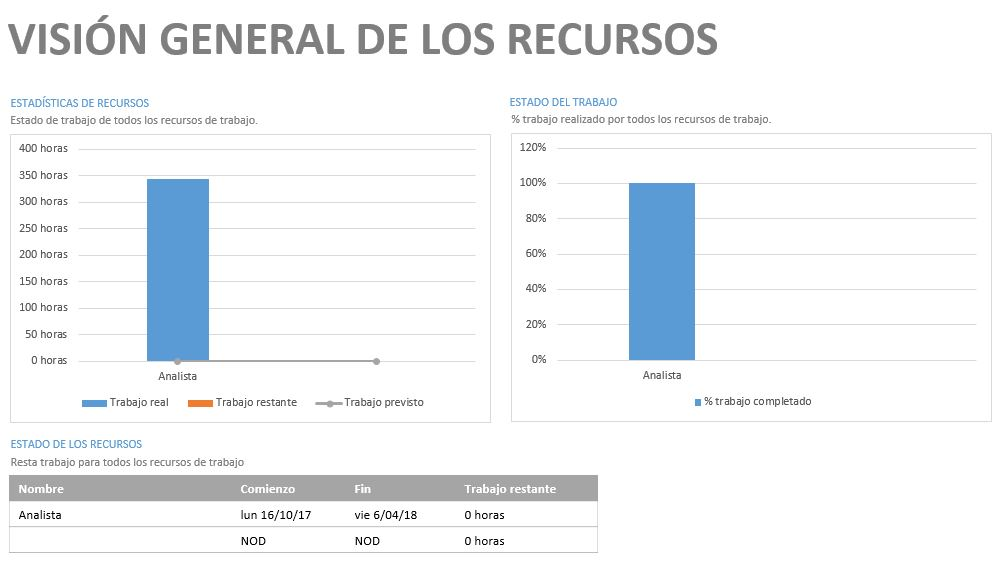 VISIÓN GENERAL DE LOS RECURSOS
ESTADÍSTICAS DE RECURSOS
Estado de trabajo de todos los recursos de trabajo.
400 horas
350 horas
300 horas
250 horas
200 horas
150 horas
100 horas
50 horas
0 horas
Analista
Trabajo real Trabajo restante Trabajo previsto
ESTADO DEL TRABAJO
% trabajo realizado por todos los recursos de trabajo.
120%
100%
80%
60%
40%
20%
0%
Analista
% trabajo completado
ESTADO DE LOS RECURSOS
Resta trabajo para todos los recursos de trabajo
Nombre Comienzo Fin Trabajo restante
Analista lun 16/10/17 vie 6/04/18 0 horas
NOD NOD 0 horas